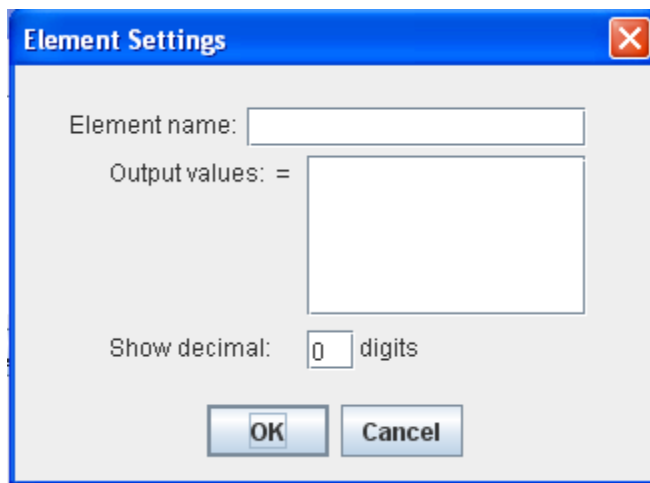 Element Settings
Element name:
Output values: =
Show decimal: 0 digits
OK Cancel